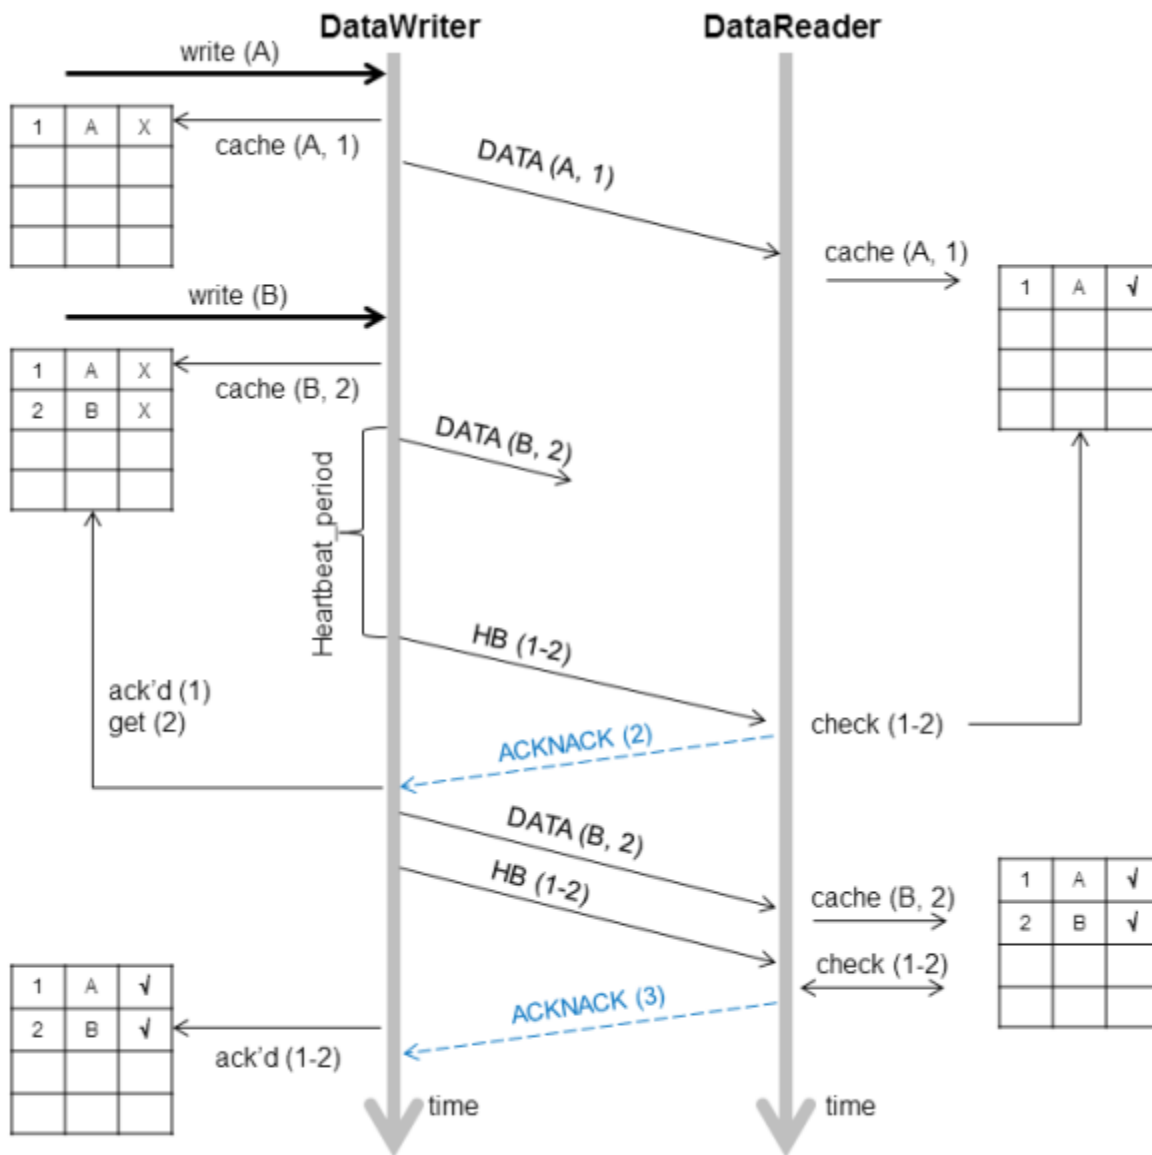 DataWriter
DataReader
write (A)
1 A X
cache (A, 1)
DATA (A, 1)
cache (A, 1)
1 A √
write (B)
1 A X
2 B X
cache (B, 2)
DATA (B, 2)
Heartbeat_period
HB (1-2)
ack'd (1)
get (2)
check (1-2)
ACKNACK (2)
DATA (B, 2)
HB (1-2)
cache (B, 2)
1 A √
2 B √
check (1-2)
ACKNACK (3)
1 A √
2 B √
ack'd (1-2)
time
time